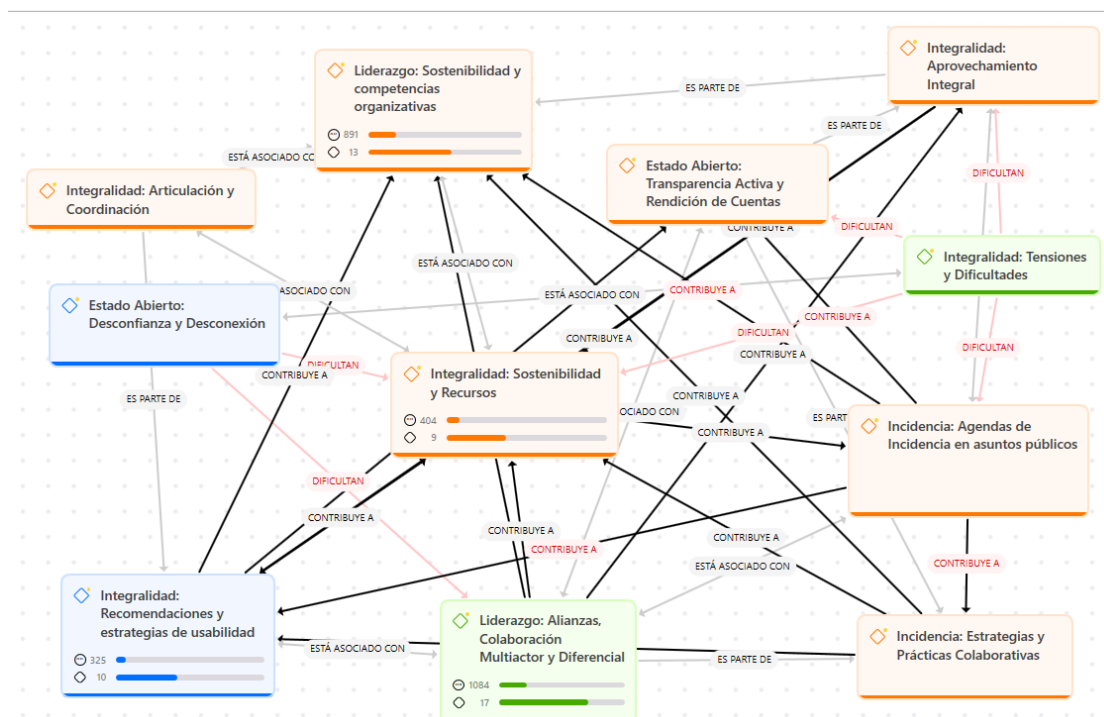 Integralidad:
Aprovechamiento
Integral
Liderazgo: Sostenibilidad y
competencias
organizativas
891
13
ES PARTE DE
ES PARTE DE
ESTÁ ASOCIADO CO
Estado Abierto:
Transparencia Activa y
Rendición de Cuentas
DIFICULTAN
Integralidad: Articulación y
Coordinación
DIFICULTAN
CONTRIBUYE A
Integralidad: Tensiones
y Dificultades
ESTÁ ASOCIADO CON
Estado Abierto:
Desconfianza y Desconexión
ASOCIADO CON
ESTÁ ASOCIADO CON
CONTRIBUYE A
CONTRIBUYE A
CONTRIBUYE A
DIFICULTAN
DIFICULTAN
CONTRIBUYE A
DIFICULTAN
CONTRIBUYE A
Integralidad: Sostenibilidad
y Recursos
404
9
CONTRIBUYE A
ES PARTE DE
OCIADO CON
ES PART
CONTRIBUYE A
Incidencia: Agendas de
Incidencia en asuntos públicos
DIFICULTAN
CONTRIBUYE A
CONTRIBUYE A
CONTRIBUYE A
CONTRIBUYE A
CONTRIBUYE A
ESTÁ ASOCIADO CON
Integralidad:
Recomendaciones y
estrategias de usabilidad
325
10
ESTÁ ASOCIADO CON
Liderazgo: Alianzas,
Colaboración
Multiactor y Diferencial
1084
17
ES PARTE DE
Incidencia: Estrategias y
Prácticas Colaborativas